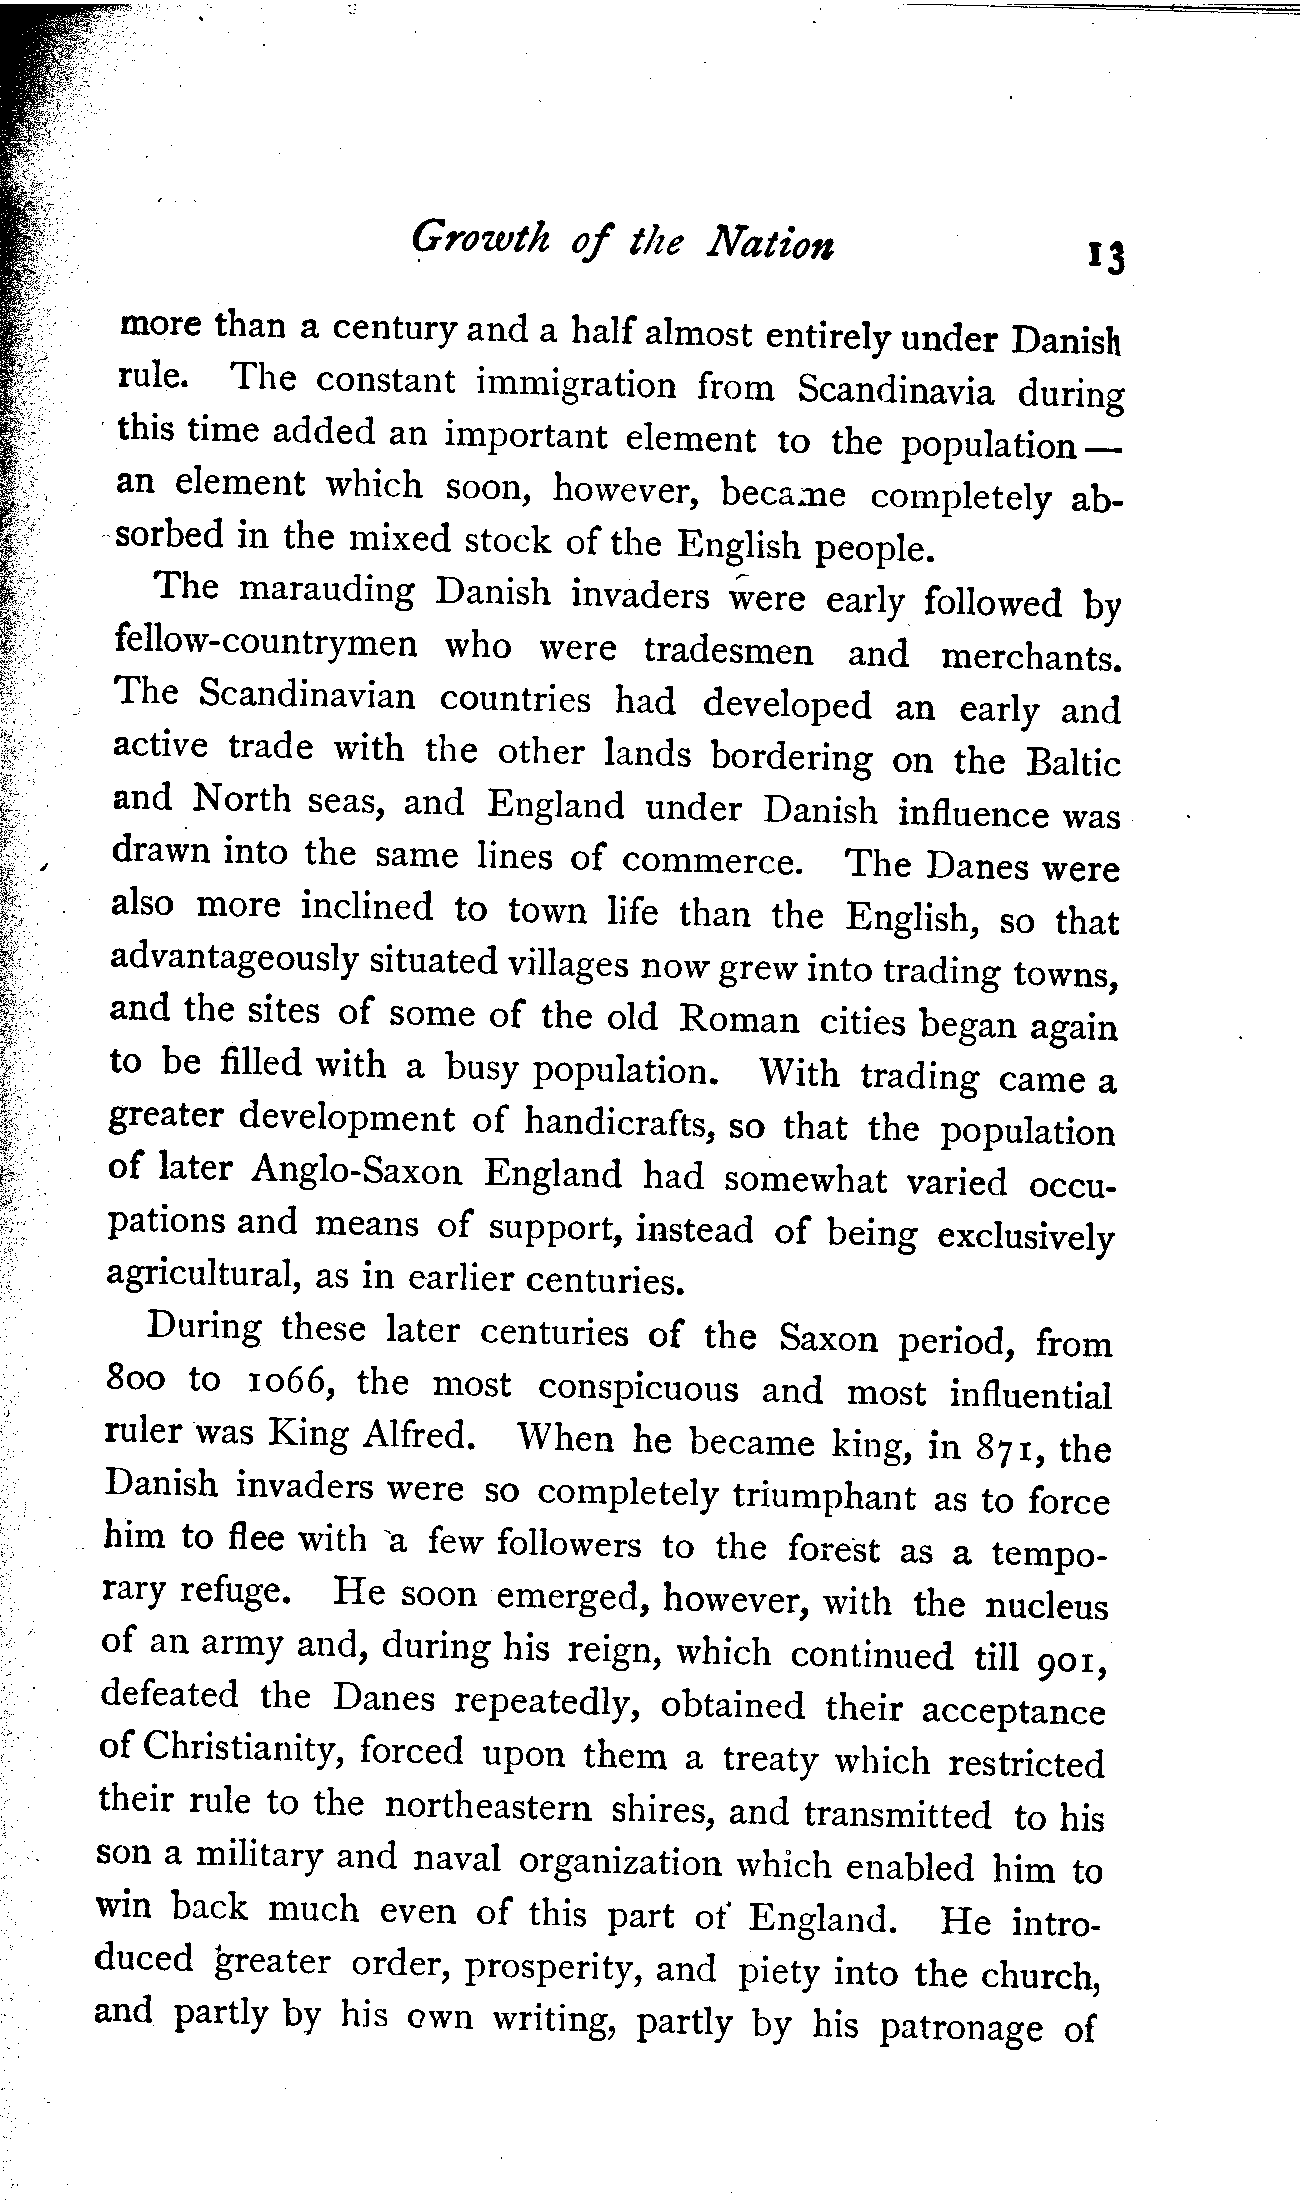 Growth of the Nation 13
more than a century and a half almost entirely under Danish
rule. The constant immigration from Scandinavia during
this time added an important element to the population—
an element which soon, however, became completely ab-
sorbed in the mixed stock of the English people.
The marauding Danish invaders were early followed by
fellow-countrymen who were tradesmen and merchants.
The Scandinavian countries had developed an early and
active trade with the other lands bordering on the Baltic
and North seas, and England under Danish influence was
drawn into the same lines of commerce. The Danes were
also more inclined to town life than the English, so that
advantageously situated villages now grew into trading towns,
and the sites of some of the old Roman cities began again
to be filled with a busy population. With trading came a
greater development of handicrafts, so that the population
of later Anglo-Saxon England had somewhat varied occu-
pations and means of support, instead of being exclusively
agricultural, as in earlier centuries.
During these later centuries of the Saxon period, from
800 to 1066, the most conspicuous and most influential
ruler was King Alfred. When he became king, in 871, the
Danish invaders were so completely triumphant as to force
him to flee with a few followers to the forest as a tempo-
rary refuge. He soon emerged, however, with the nucleus
of an army and, during his reign, which continued till 901,
defeated the Danes repeatedly, obtained their acceptance
of Christianity, forced upon them a treaty which restricted
their rule to the northeastern shires, and transmitted to his
son a military and naval organization which enabled him to
win back much even of this part of England. He intro-
duced greater order, prosperity, and piety into the church,
and partly by his own writing, partly by his patronage of